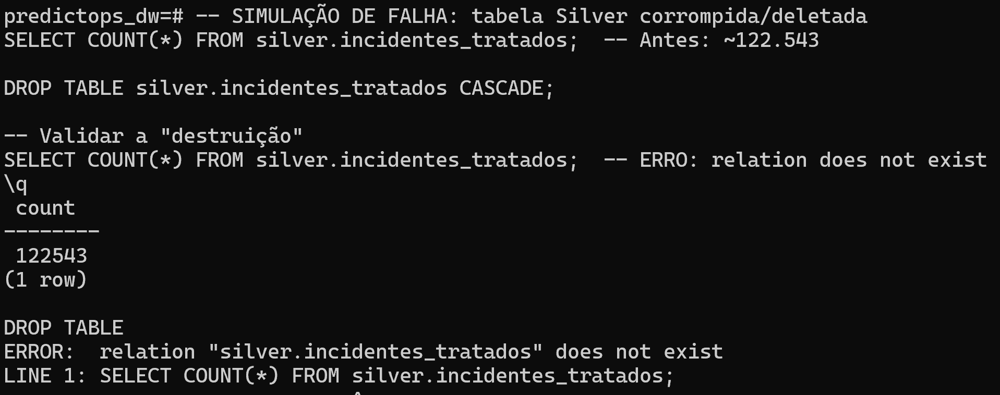 predictops_dw=# -- SIMULAÇÃO DE FALHA: tabela Silver corrompida/deletada
SELECT COUNT(*) FROM silver.incidentes_tratados;  -- Antes: ~122.543
DROP TABLE silver.incidentes_tratados CASCADE;
-- Validar a "destruição"
SELECT COUNT(*) FROM silver.incidentes_tratados;  -- ERRO: relation does not exist
\q
 count
--------
 122543
(1 row)
DROP TABLE
ERROR:  relation "silver.incidentes_tratados" does not exist
LINE 1: SELECT COUNT(*) FROM silver.incidentes_tratados;
^